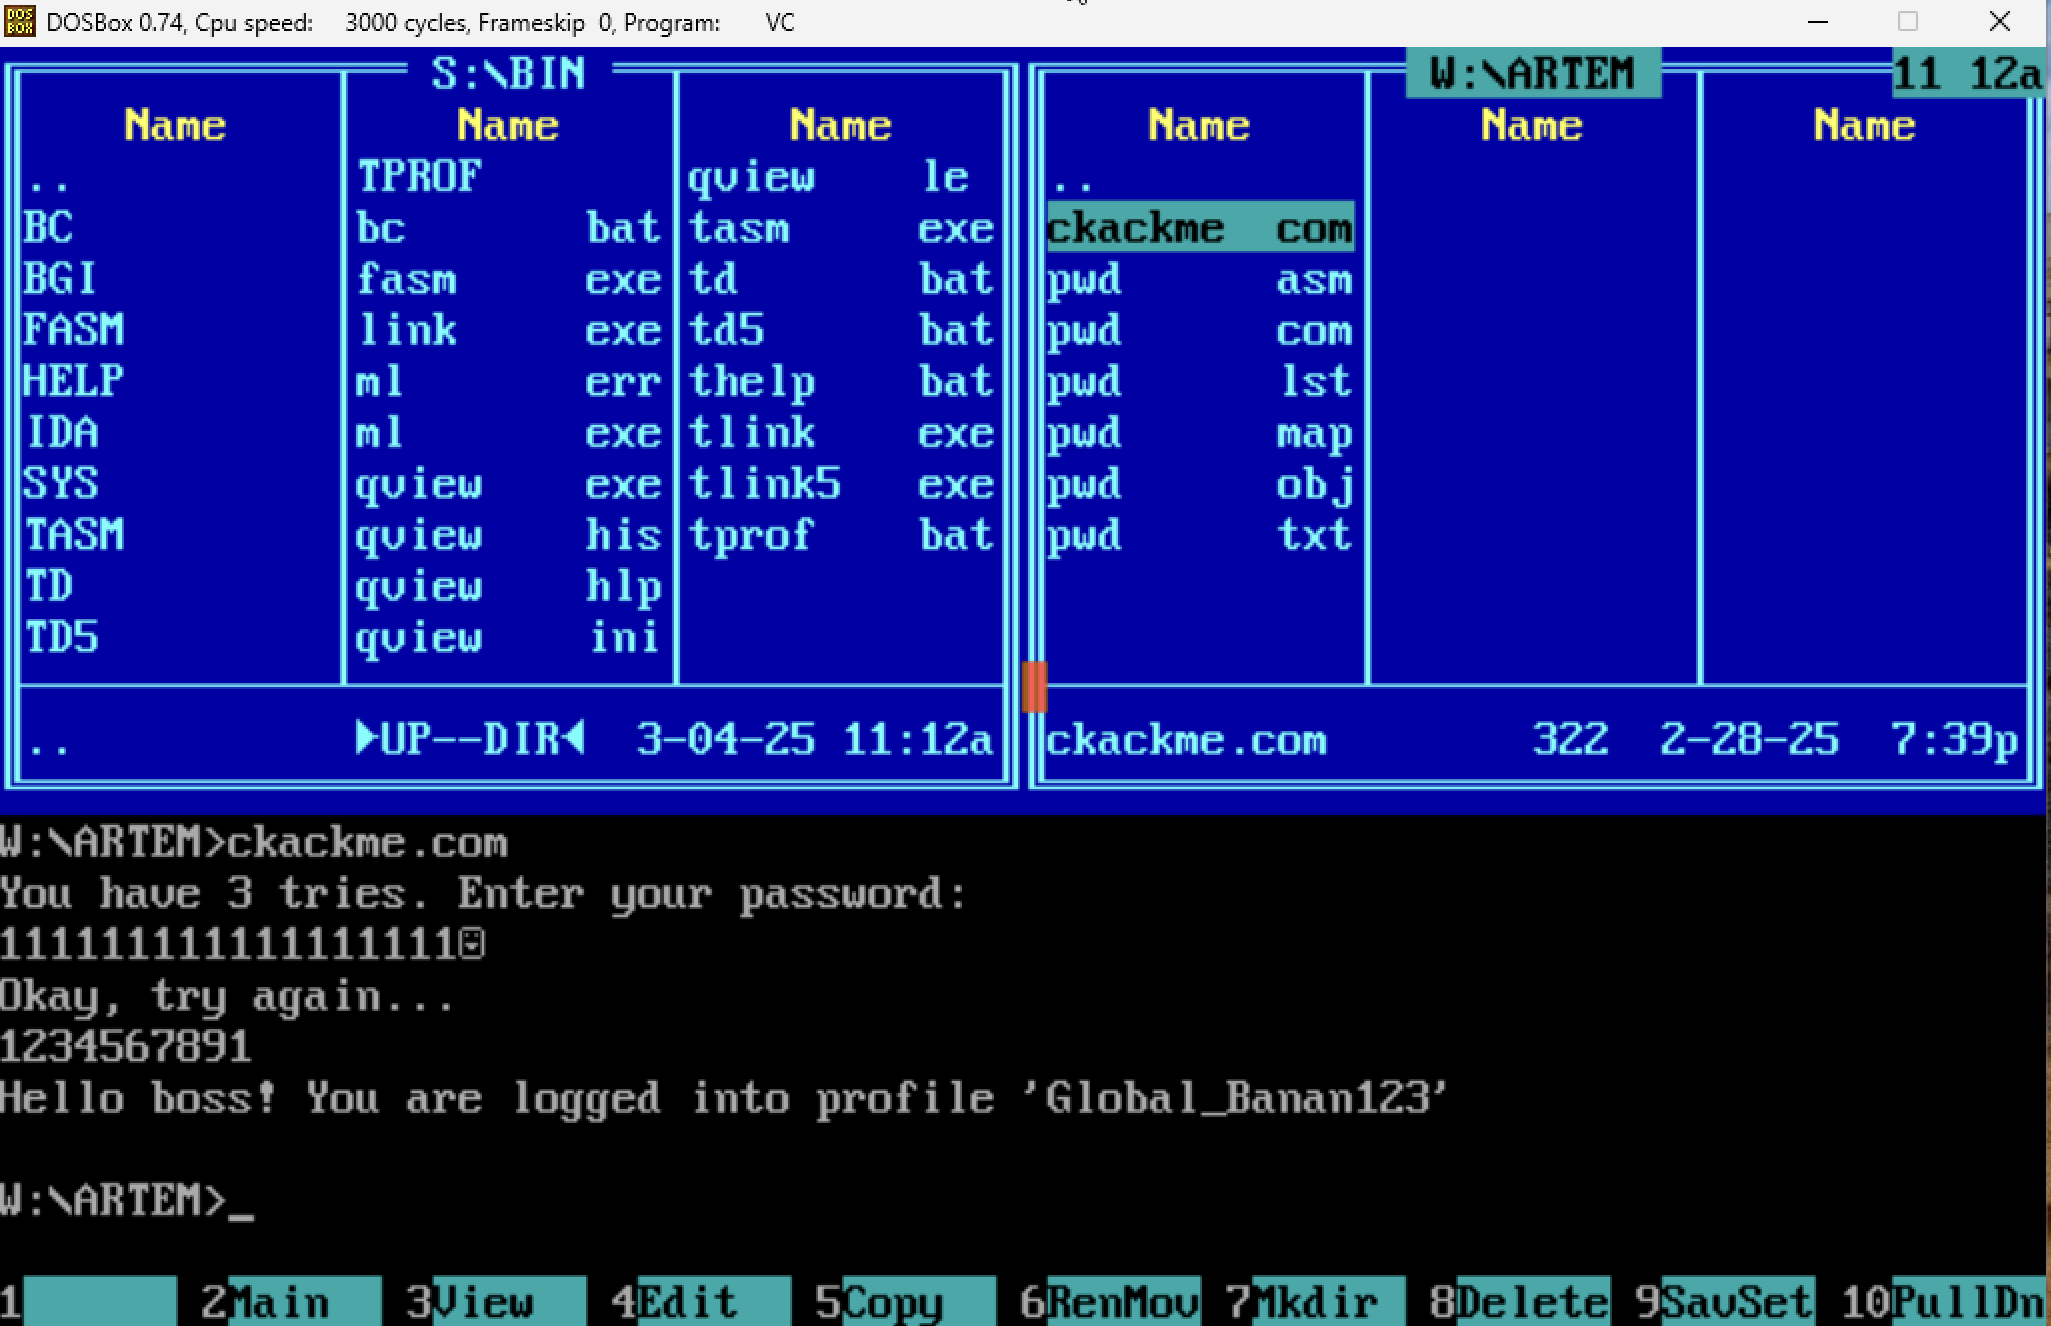 DOSBox 0.74, Cpu speed: 3000 cycles, Frameskip 0, Program: VC
S:\BIN
Name Name Name
.. TPROF qview le
BC bc bat tasm exe
BGI fasm exe td bat
FASM link exe td5 bat
HELP ml err thelp bat
IDA ml exe tlink exe
SYS qview exe tlink5 exe
TASM qview his tprof bat
TD qview hlp
TD5 qview ini
.. ►UP--DIR◄ 3-04-25 11:12a
W:\ARTEM 11 12a
Name Name Name
..
ckackme com
pwd asm
pwd com
pwd lst
pwd map
pwd obj
pwd txt
ckackme.com 322 2-28-25 7:39p
W:\ARTEM>ckackme.com
You have 3 tries. Enter your password:
111111111111111111
Okay, try again...
1234567891
Hello boss! You are logged into profile 'Global_Banan123'
W:\ARTEM>_
1 2Main 3View 4Edit 5Copy 6RenMov 7Mkdir 8Delete 9SavSet 10PullDn